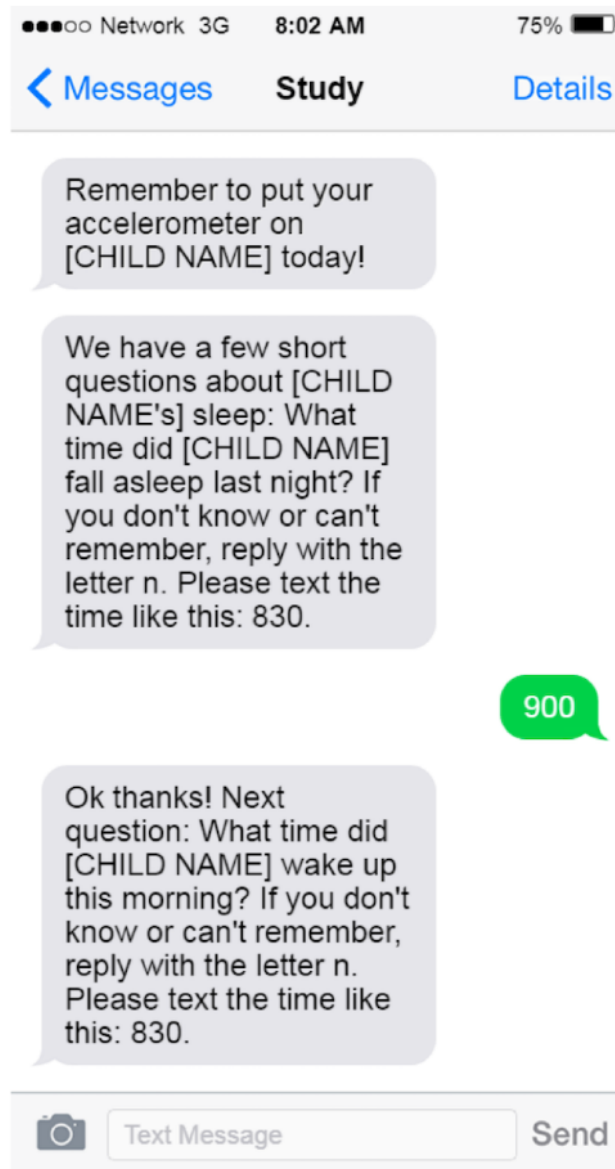 Network 3G 8:02 AM 75%
Messages Study Details
Remember to put your
accelerometer on
[CHILD NAME] today!
We have a few short
questions about [CHILD
NAME's] sleep: What
time did [CHILD NAME]
fall asleep last night? If
you don't know or can't
remember, reply with the
letter n. Please text the
time like this: 830.
900
Ok thanks! Next
question: What time did
[CHILD NAME] wake up
this morning? If you don't
know or can't remember,
reply with the letter n.
Please text the time like
this: 830.
Text Message Send